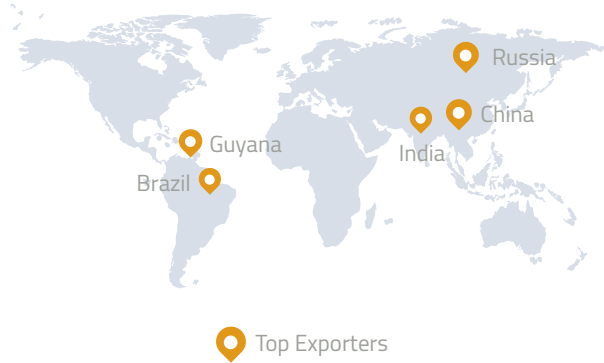 Russia
China
Guyana
India
Brazil
Top Exporters